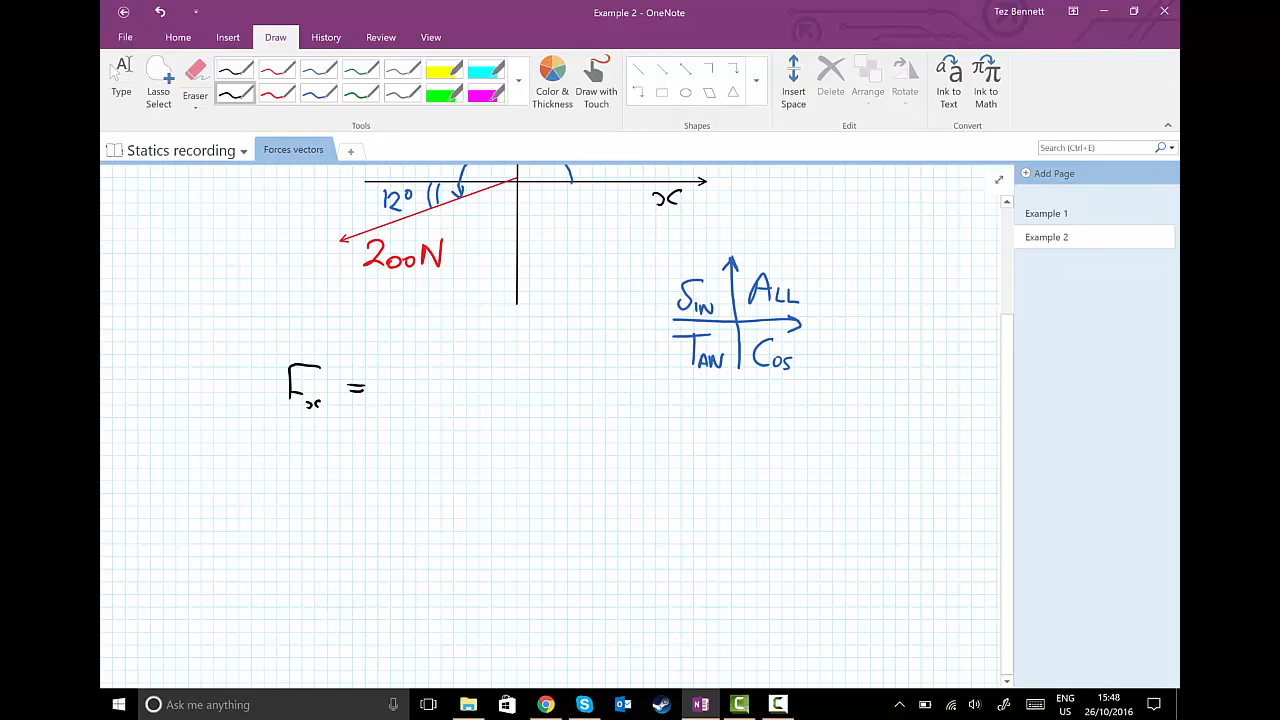 Example 2 - OneNote
Tez Bennett
File Home Insert Draw History Review View
Type
Lasso Select
Eraser
Color & Thickness
Draw with Touch
Insert Space
Delete
Arrange
Rotate
Ink to Text
Ink to Math
Tools
Shapes
Edit
Convert
Statics recording
Forces vectors
Search (Ctrl+E)
Add Page
Example 1
Example 2
12°
x
200N
SIN ALL
TAN COS
Fx =
Ask me anything
ENG
US
15:48
26/10/2016